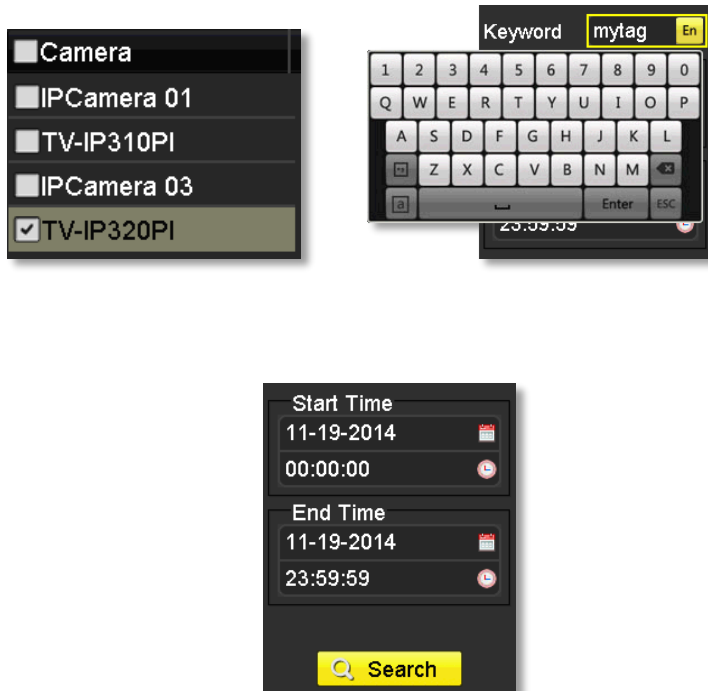 Camera
IPCamera 01
TV-IP310PI
IPCamera 03
TV-IP320PI
Keyword mytag En
1 2 3 4 5 6 7 8 9 0
Q W E R T Y U I O P
A S D F G H J K L
Z X C V B N M
a Enter ESC
23:59:59
Start Time
11-19-2014
00:00:00
End Time
11-19-2014
23:59:59
Search